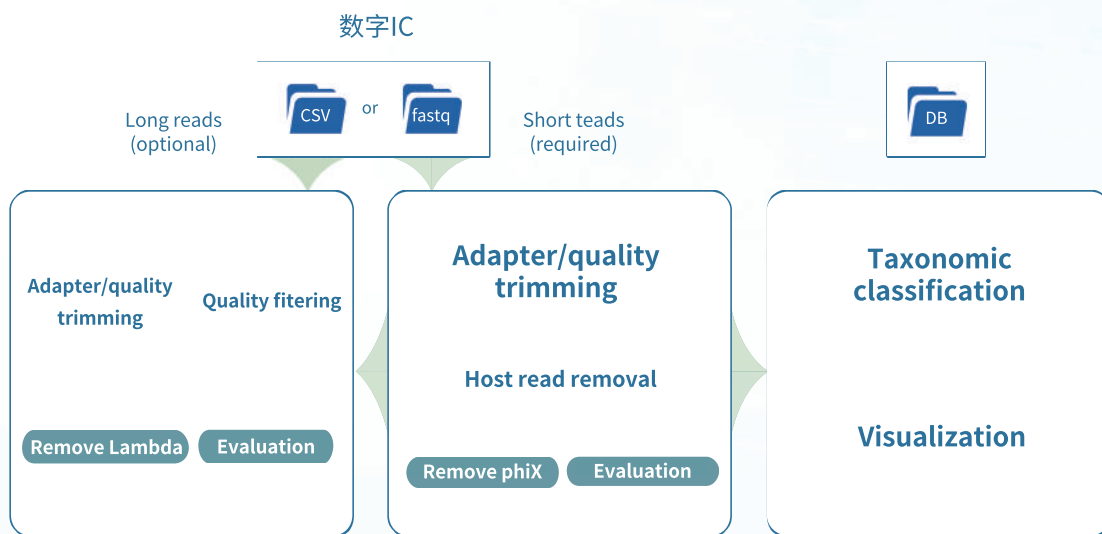 数字IC
CSV or fastq
DB
Long reads
(optional)
Short teads
(required)
Adapter/quality
trimming
Quality fitering
Remove Lambda
Evaluation
Adapter/quality
trimming
Host read removal
Remove phiX
Evaluation
Taxonomic
classification
Visualization